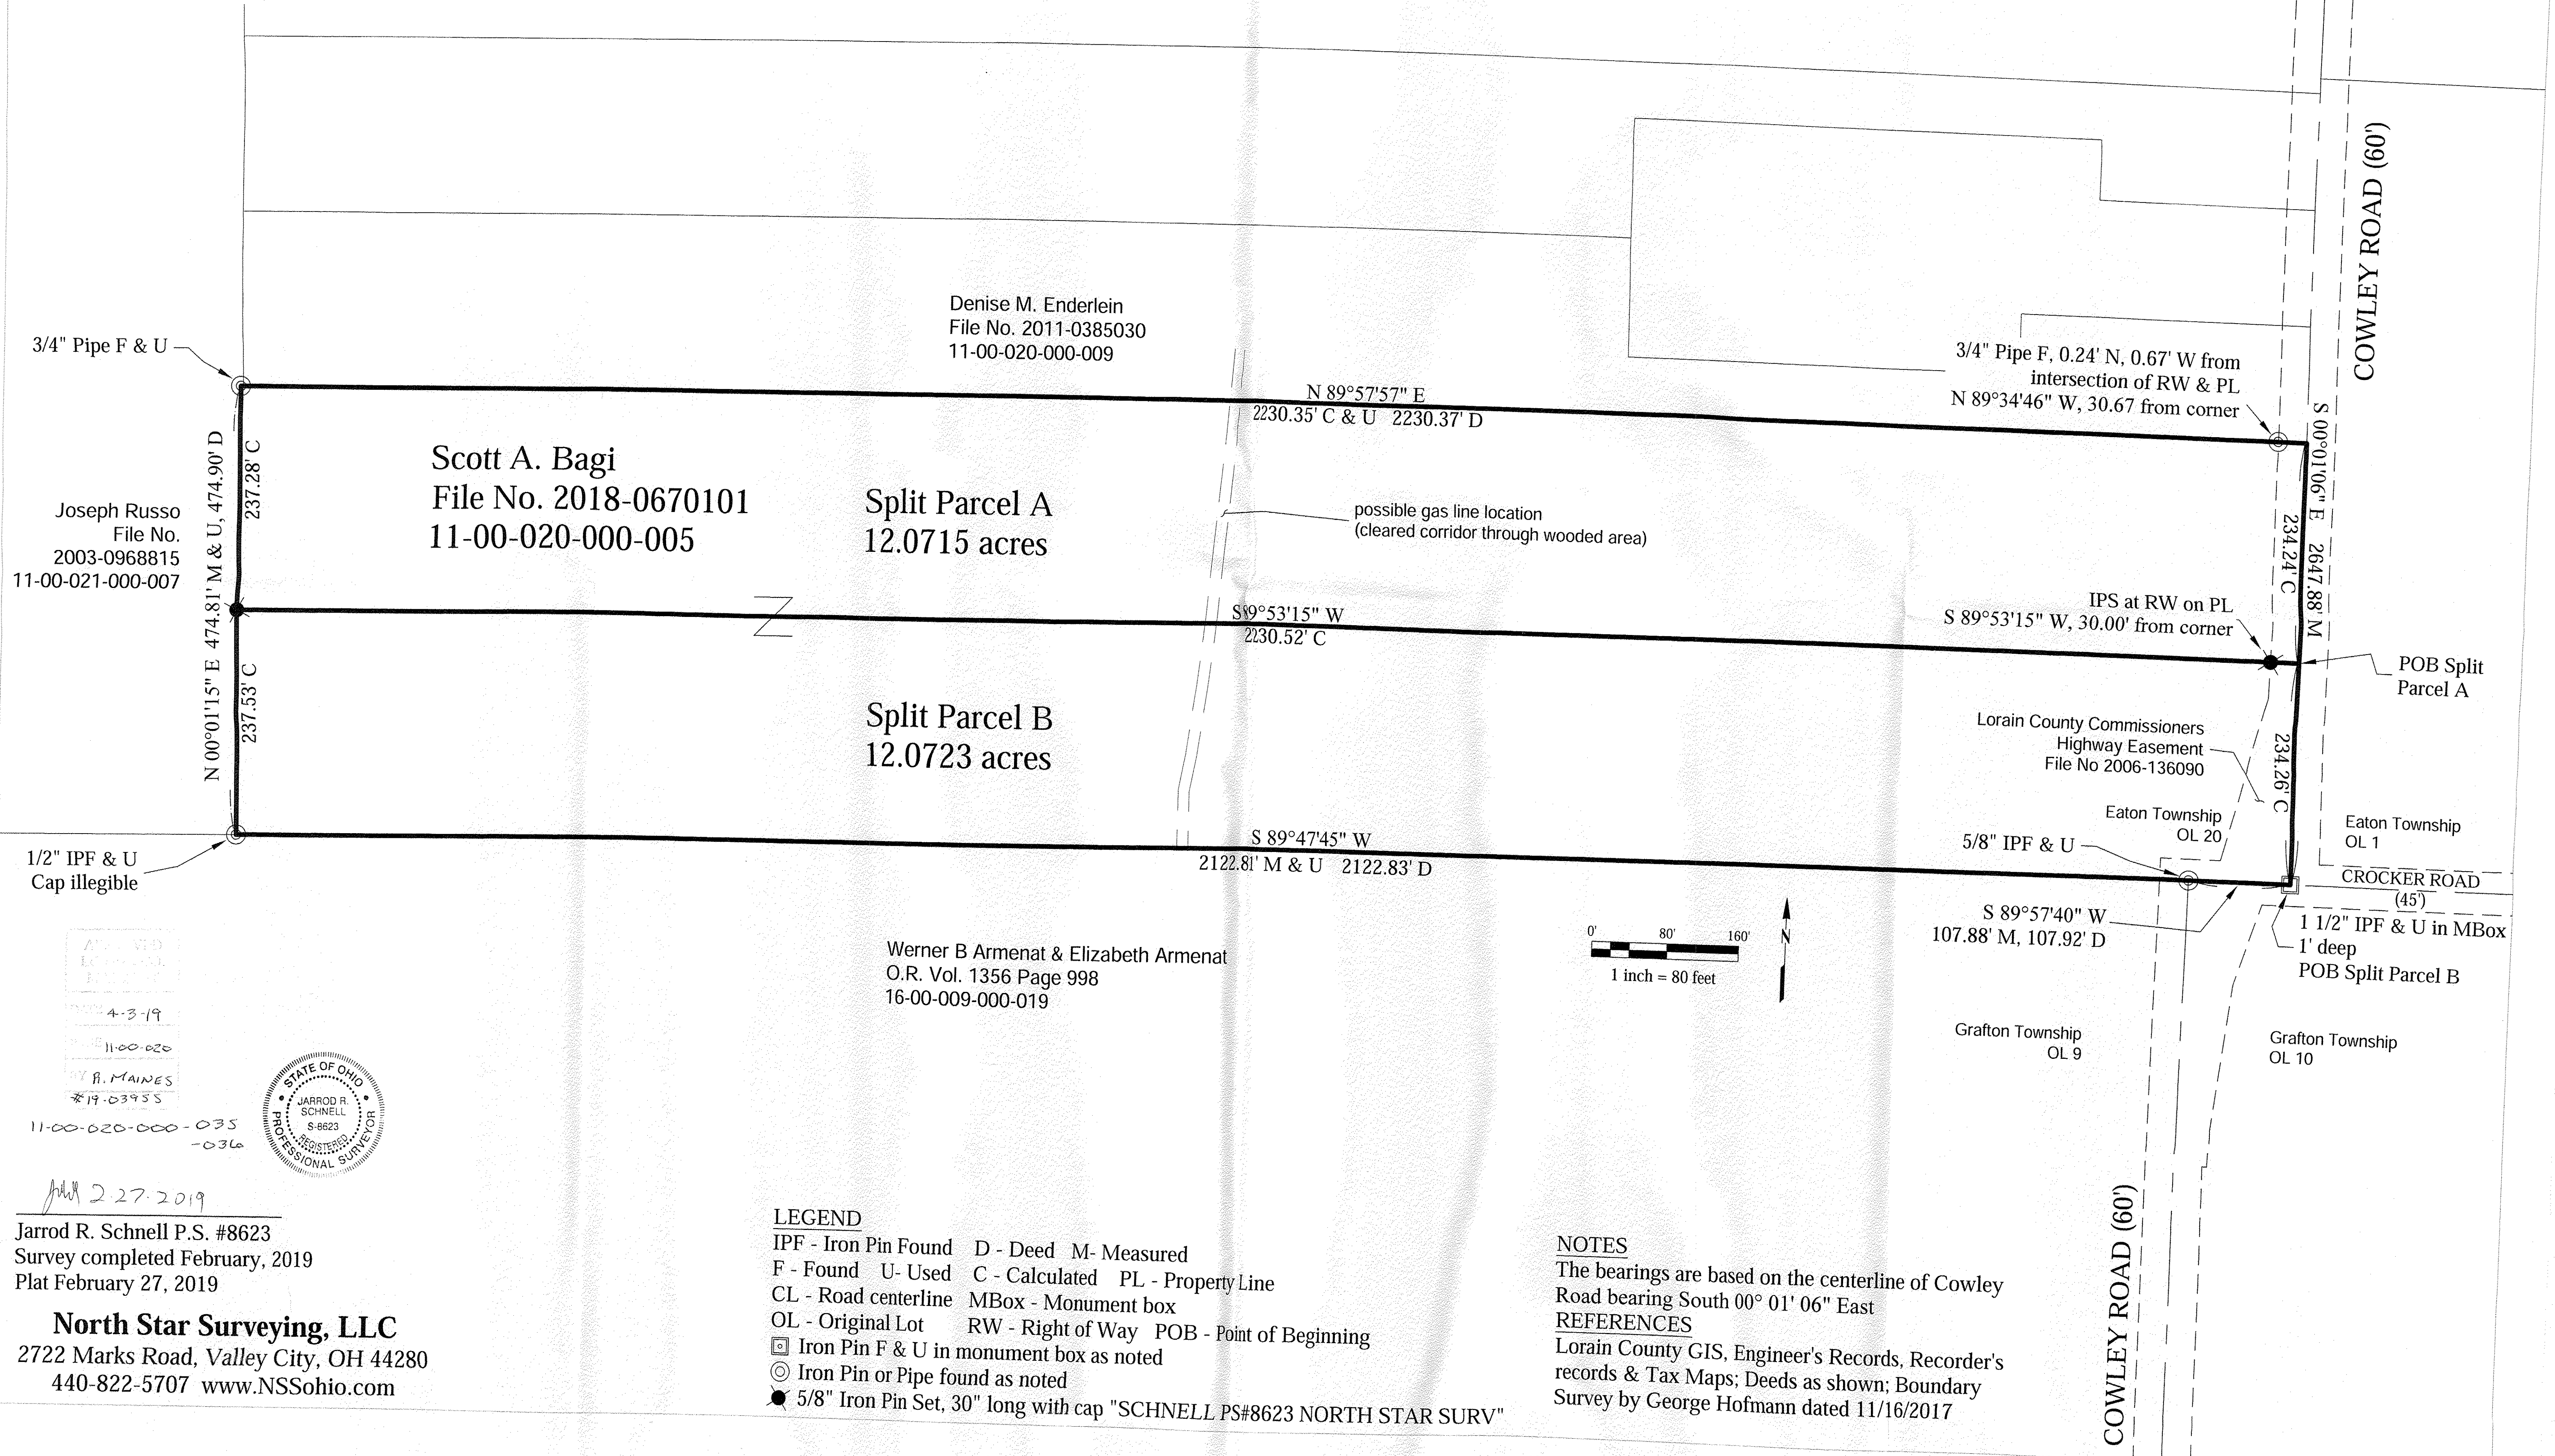 COWLEY ROAD (60')
Denise M. Enderlein
File No. 2011-0385030
11-00-020-000-009
3/4" Pipe F & U
3/4" Pipe F, 0.24' N, 0.67' W from
intersection of RW & PL
N 89°34'46" W, 30.67 from corner
N 89°57'57" E
2230.35' C & U 2230.37' D
S 00°01'06" E 2647.88' M
234.24' C
Scott A. Bagi
File No. 2018-0670101
11-00-020-000-005
Split Parcel A
12.0715 acres
possible gas line location
(cleared corridor through wooded area)
Joseph Russo
File No.
2003-0968815
11-00-021-000-007
N 00°01'15" E 474.81' M & U, 474.90' D
237.28' C
237.53' C
IPS at RW on PL
S 89°53'15" W, 30.00' from corner
S 89°53'15" W
2230.52' C
POB Split
Parcel A
Split Parcel B
12.0723 acres
Lorain County Commissioners
Highway Easement
File No 2006-136090
234.26' C
Eaton Township
OL 20
Eaton Township
OL 1
5/8" IPF & U
S 89°47'45" W
2122.81' M & U 2122.83' D
1/2" IPF & U
Cap illegible
CROCKER ROAD
(45')
S 89°57'40" W
107.88' M, 107.92' D
1 1/2" IPF & U in MBox
1' deep
POB Split Parcel B
Werner B Armenat & Elizabeth Armenat
O.R. Vol. 1356 Page 998
16-00-009-000-019
0' 80' 160'
1 inch = 80 feet
N
Grafton Township
OL 9
Grafton Township
OL 10
4-3-19
11-00-020
BY R. MAINES
#19-03955
11-00-020-000-035
-036
STATE OF OHIO
JARROD R.
SCHNELL
S-8623
REGISTERED
PROFESSIONAL SURVEYOR
2-27-2019
Jarrod R. Schnell P.S. #8623
Survey completed February, 2019
Plat February 27, 2019
North Star Surveying, LLC
2722 Marks Road, Valley City, OH 44280
440-822-5707 www.NSSohio.com
LEGEND
IPF - Iron Pin Found D - Deed M- Measured
F - Found U- Used C - Calculated PL - Property Line
CL - Road centerline MBox - Monument box
OL - Original Lot RW - Right of Way POB - Point of Beginning
Iron Pin F & U in monument box as noted
Iron Pin or Pipe found as noted
5/8" Iron Pin Set, 30" long with cap "SCHNELL PS#8623 NORTH STAR SURV"
NOTES
The bearings are based on the centerline of Cowley
Road bearing South 00° 01' 06" East
REFERENCES
Lorain County GIS, Engineer's Records, Recorder's
records & Tax Maps; Deeds as shown; Boundary
Survey by George Hofmann dated 11/16/2017
COWLEY ROAD (60')